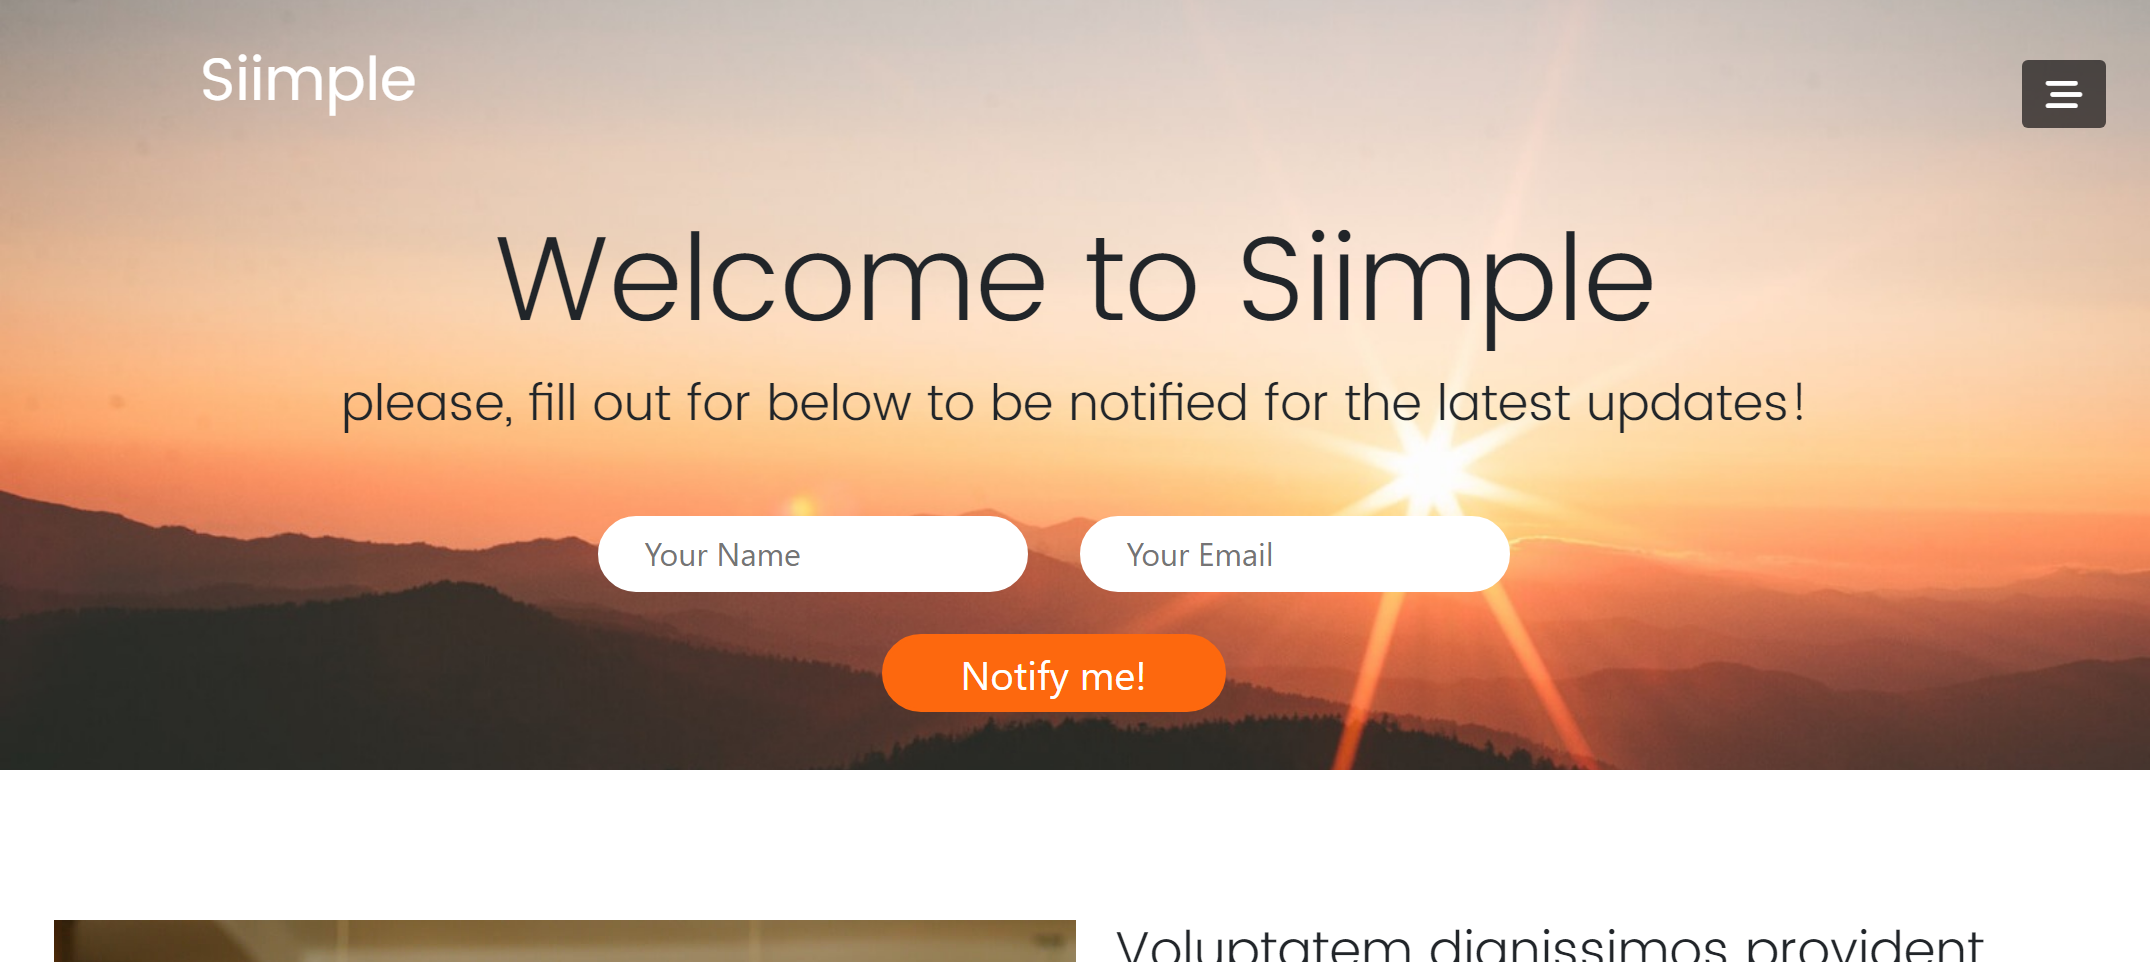 Siimple
Welcome to Siimple
please, fill out for below to be notified for the latest updates!
Your Name
Your Email
Notify me!
Voluptatem dignissimos provident